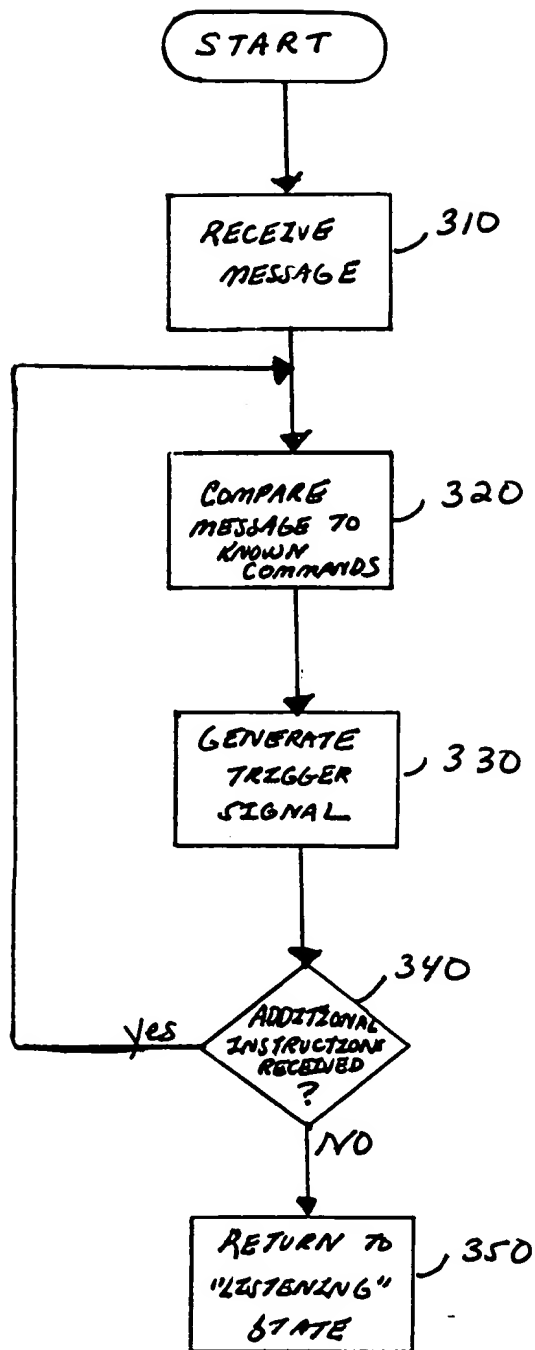 START
RECEIVE
MESSAGE
310
COMPARE
MESSAGE TO
KNOWN
COMMANDS
320
GENERATE
TRIGGER
SIGNAL
330
340
ADDITIONAL
INSTRUCTIONS
RECEIVED
?
Yes
NO
RETURN TO
"LISTENING"
STATE
350